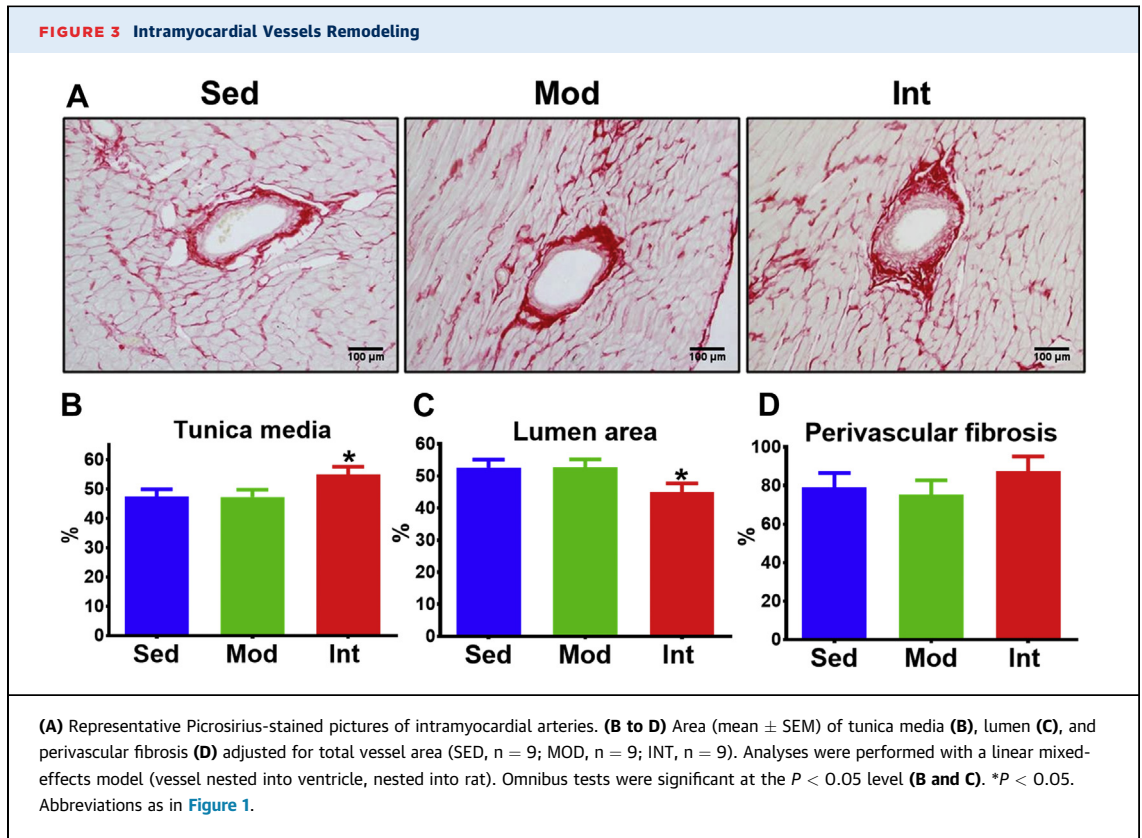 FIGURE 3 Intramyocardial Vessels Remodeling
A
Sed Mod Int
100 µm 100 µm 100 µm
B
Tunica media
%
60
50
40
30
20
10
0
*
Sed Mod Int
C
Lumen area
%
60
50
40
30
20
10
0
*
Sed Mod Int
D
Perivascular fibrosis
%
100
80
60
40
20
0
Sed Mod Int
(A) Representative Picrosirius-stained pictures of intramyocardial arteries. (B to D) Area (mean ± SEM) of tunica media (B), lumen (C), and
perivascular fibrosis (D) adjusted for total vessel area (SED, n = 9; MOD, n = 9; INT, n = 9). Analyses were performed with a linear mixed-
effects model (vessel nested into ventricle, nested into rat). Omnibus tests were significant at the P < 0.05 level (B and C). *P < 0.05.
Abbreviations as in Figure 1.